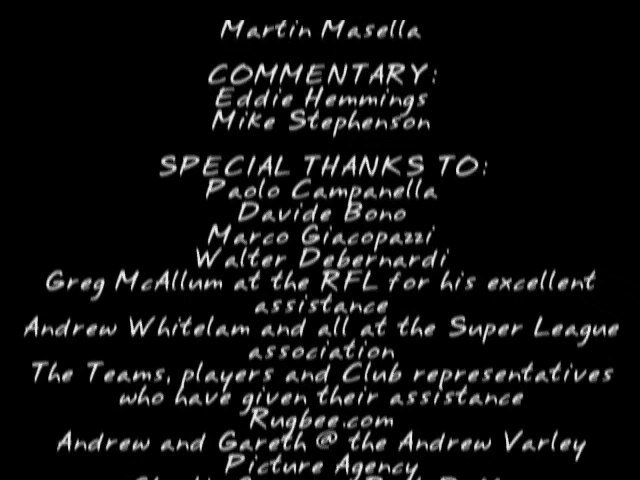 Martin Masella
COMMENTARY:
Eddie Hemmings
Mike Stephenson
SPECIAL THANKS TO:
Paolo Campanella
Davide Bono
Marco Giacopazzi
Walter Debernardi
Greg McAllum at the RFL for his excellent
assistance
Andrew Whitelam and all at the Super League
association
The Teams, players and Club representatives
who have given their assistance
Rugbee.com
Andrew and Gareth @ the Andrew Varley
Picture Agency